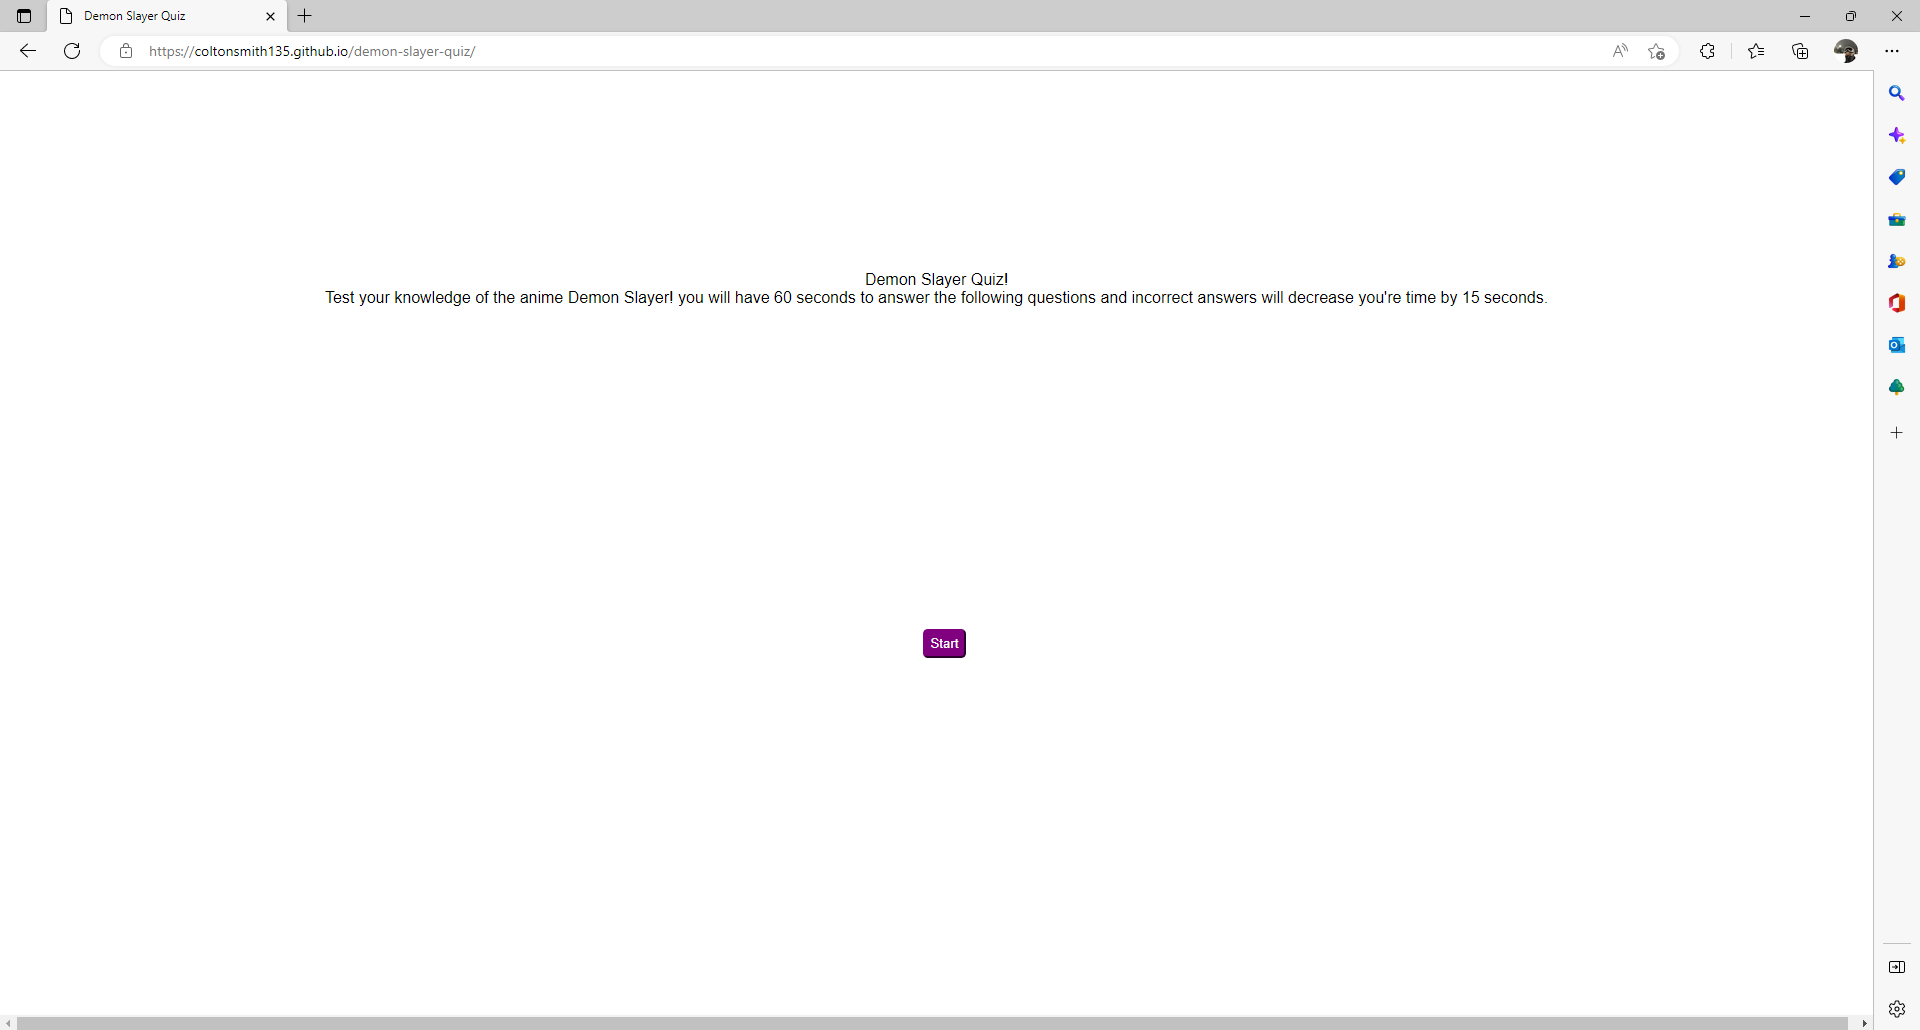 Demon Slayer Quiz
https://coltonsmith135.github.io/demon-slayer-quiz/
Demon Slayer Quiz!
Test your knowledge of the anime Demon Slayer! you will have 60 seconds to answer the following questions and incorrect answers will decrease you're time by 15 seconds.
Start